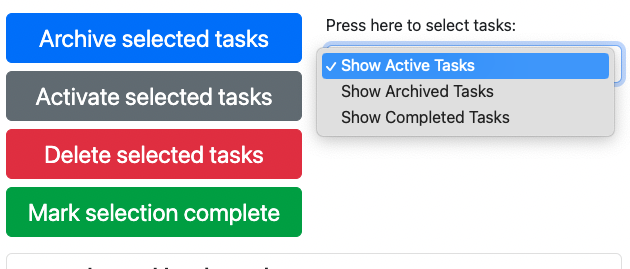 Archive selected tasks
Activate selected tasks
Delete selected tasks
Mark selection complete
Press here to select tasks:
✓ Show Active Tasks
Show Archived Tasks
Show Completed Tasks